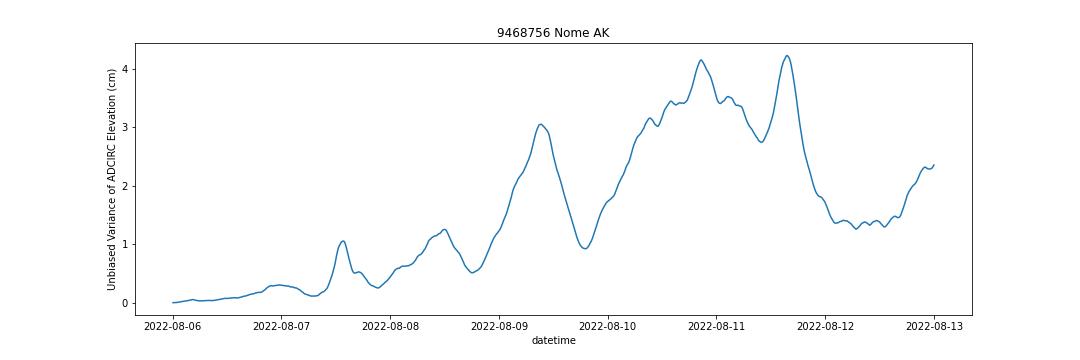 9468756 Nome AK
Unbiased Variance of ADCIRC Elevation (cm)
4
3
2
1
0
2022-08-06 2022-08-07 2022-08-08 2022-08-09 2022-08-10 2022-08-11 2022-08-12 2022-08-13
datetime